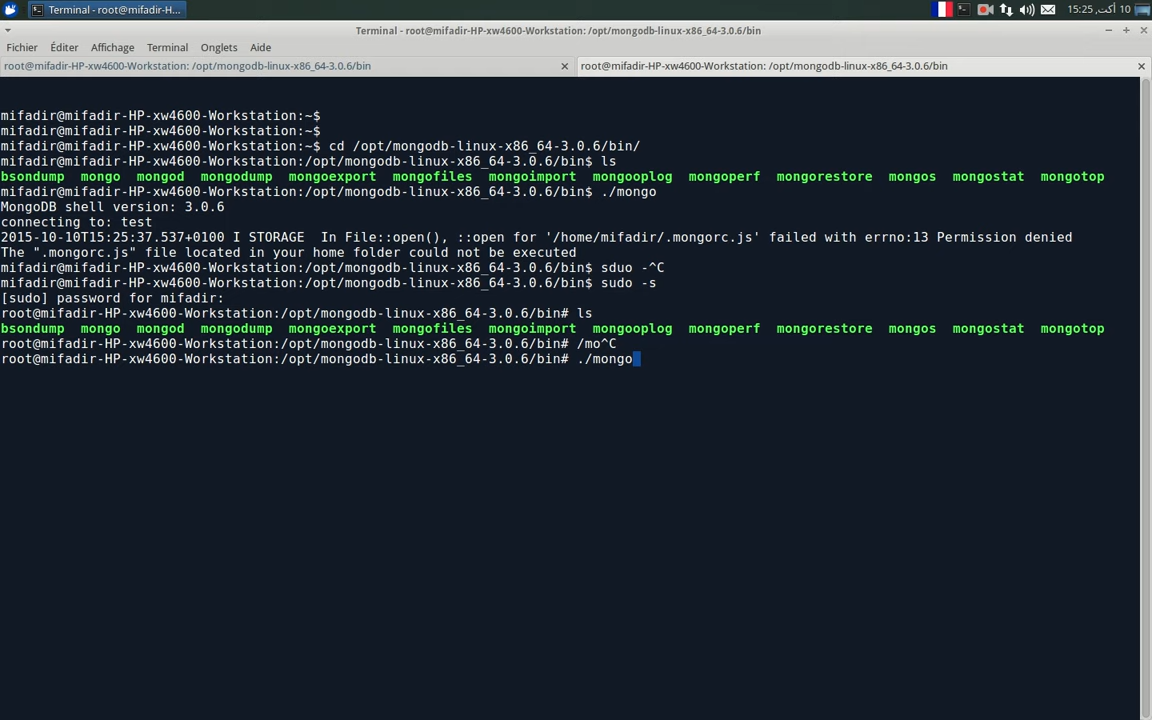 Terminal - root@mifadir-H...
10 أكت, 15:25
Terminal - root@mifadir-HP-xw4600-Workstation: /opt/mongodb-linux-x86_64-3.0.6/bin
Fichier Éditer Affichage Terminal Onglets Aide
root@mifadir-HP-xw4600-Workstation: /opt/mongodb-linux-x86_64-3.0.6/bin
root@mifadir-HP-xw4600-Workstation: /opt/mongodb-linux-x86_64-3.0.6/bin
mifadir@mifadir-HP-xw4600-Workstation:~$
mifadir@mifadir-HP-xw4600-Workstation:~$
mifadir@mifadir-HP-xw4600-Workstation:~$ cd /opt/mongodb-linux-x86_64-3.0.6/bin/
mifadir@mifadir-HP-xw4600-Workstation:/opt/mongodb-linux-x86_64-3.0.6/bin$ ls
bsondump  mongo  mongod  mongodump  mongoexport  mongofiles  mongoimport  mongooplog  mongoperf  mongorestore  mongos  mongostat  mongotop
mifadir@mifadir-HP-xw4600-Workstation:/opt/mongodb-linux-x86_64-3.0.6/bin$ ./mongo
MongoDB shell version: 3.0.6
connecting to: test
2015-10-10T15:25:37.537+0100 I STORAGE  In File::open(), ::open for '/home/mifadir/.mongorc.js' failed with errno:13 Permission denied
The ".mongorc.js" file located in your home folder could not be executed
mifadir@mifadir-HP-xw4600-Workstation:/opt/mongodb-linux-x86_64-3.0.6/bin$ sduo -^C
mifadir@mifadir-HP-xw4600-Workstation:/opt/mongodb-linux-x86_64-3.0.6/bin$ sudo -s
[sudo] password for mifadir:
root@mifadir-HP-xw4600-Workstation:/opt/mongodb-linux-x86_64-3.0.6/bin# ls
bsondump  mongo  mongod  mongodump  mongoexport  mongofiles  mongoimport  mongooplog  mongoperf  mongorestore  mongos  mongostat  mongotop
root@mifadir-HP-xw4600-Workstation:/opt/mongodb-linux-x86_64-3.0.6/bin# /mo^C
root@mifadir-HP-xw4600-Workstation:/opt/mongodb-linux-x86_64-3.0.6/bin# ./mongo